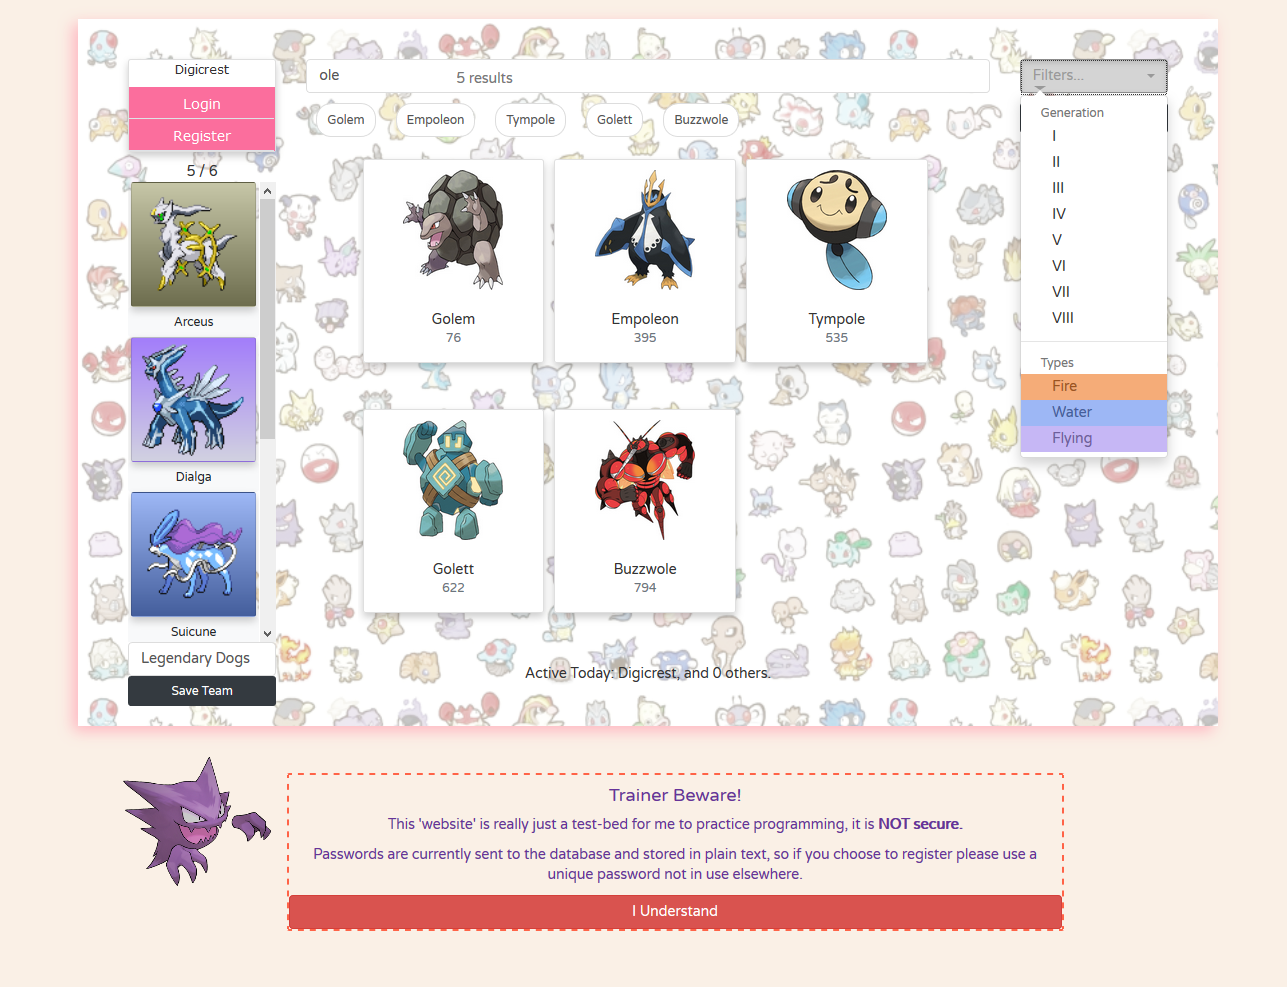 Digicrest
Login
Register
5 / 6
Arceus
Dialga
Suicune
Legendary Dogs
Save Team
ole
5 results
Golem
Empoleon
Tympole
Golett
Buzzwole
Golem
76
Empoleon
395
Tympole
535
Golett
622
Buzzwole
794
Active Today: Digicrest, and 0 others.
Filters...
Generation
I
II
III
IV
V
VI
VII
VIII
Types
Fire
Water
Flying
Trainer Beware!
This 'website' is really just a test-bed for me to practice programming, it is NOT secure.
Passwords are currently sent to the database and stored in plain text, so if you choose to register please use a
unique password not in use elsewhere.
I Understand